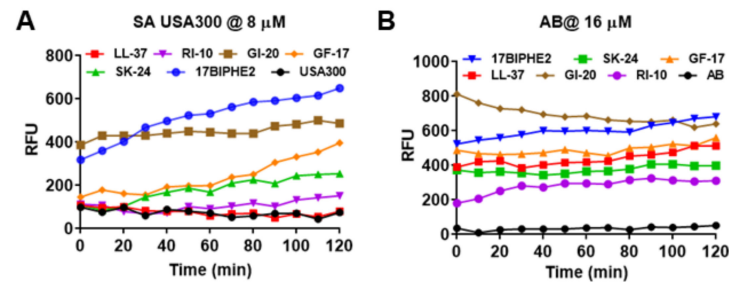 A
SA USA300 @ 8 μM
LL-37 RI-10 GI-20 GF-17
SK-24 17BIPHE2 USA300
RFU
800
600
400
200
0
0 20 40 60 80 100 120
Time (min)
B
AB@ 16 μM
17BIPHE2 SK-24 GF-17
LL-37 GI-20 RI-10 AB
RFU
1000
800
600
400
200
0
0 20 40 60 80 100 120
Time (min)